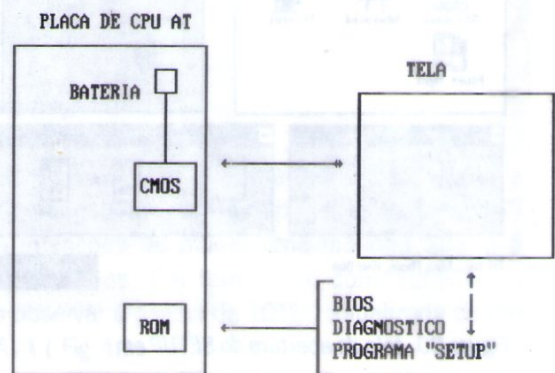 PLACA DE CPU AT
TELA
BATERIA
CMOS
ROM
BIOS
DIAGNOSTICO
PROGRAMA "SETUP"